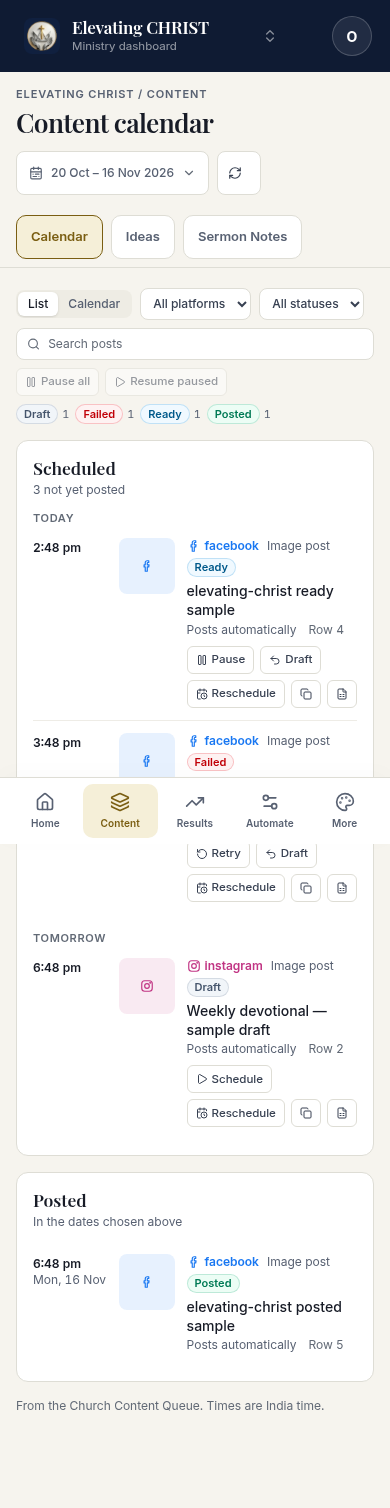 Elevating CHRIST
Ministry dashboard
O
ELEVATING CHRIST / CONTENT
Content calendar
20 Oct – 16 Nov 2026
Calendar
Ideas
Sermon Notes
List
Calendar
All platforms
All statuses
Search posts
Pause all
Resume paused
Draft 1 Failed 1 Ready 1 Posted 1
Scheduled
3 not yet posted
TODAY
2:48 pm
facebook Image post
Ready
elevating-christ ready
sample
Posts automatically Row 4
Pause
Draft
Reschedule
3:48 pm
facebook Image post
Failed
Home
Content
Results
Automate
More
Retry
Draft
Reschedule
TOMORROW
6:48 pm
instagram Image post
Draft
Weekly devotional —
sample draft
Posts automatically Row 2
Schedule
Reschedule
Posted
In the dates chosen above
6:48 pm
Mon, 16 Nov
facebook Image post
Posted
elevating-christ posted
sample
Posts automatically Row 5
From the Church Content Queue. Times are India time.